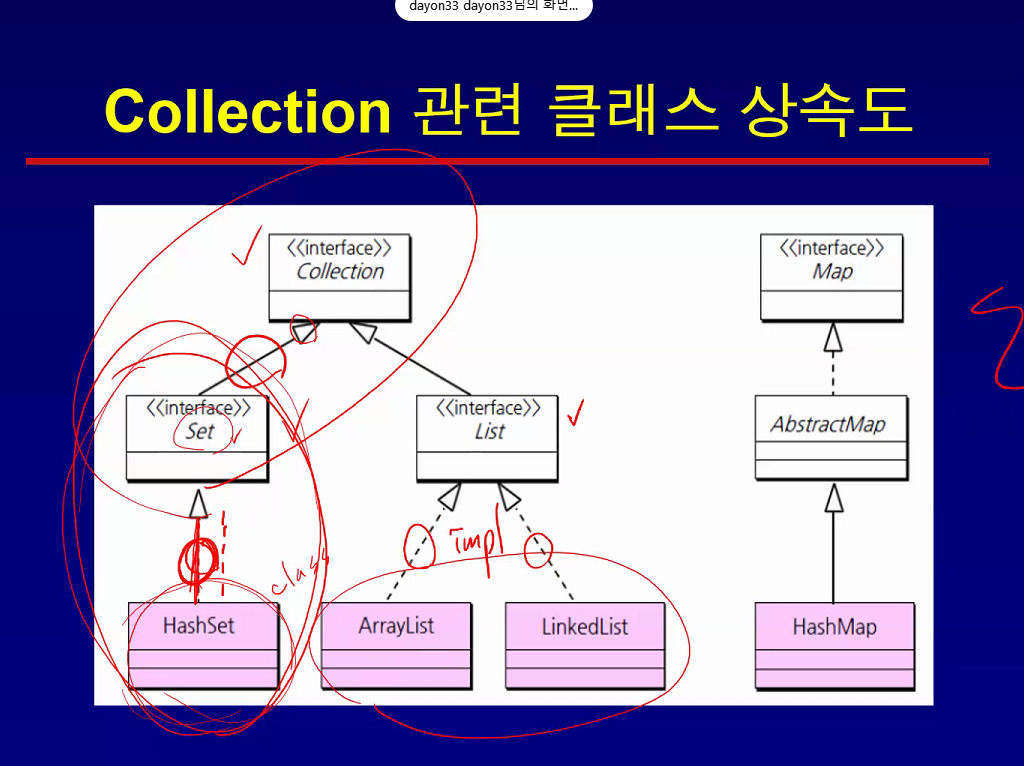 dayon33 dayon33님의 화면...
Collection 관련 클래스 상속도
《interface》
Collection
《interface》
Map
《interface》
Set
《interface》
List
AbstractMap
impl
class
HashSet
ArrayList
LinkedList
HashMap